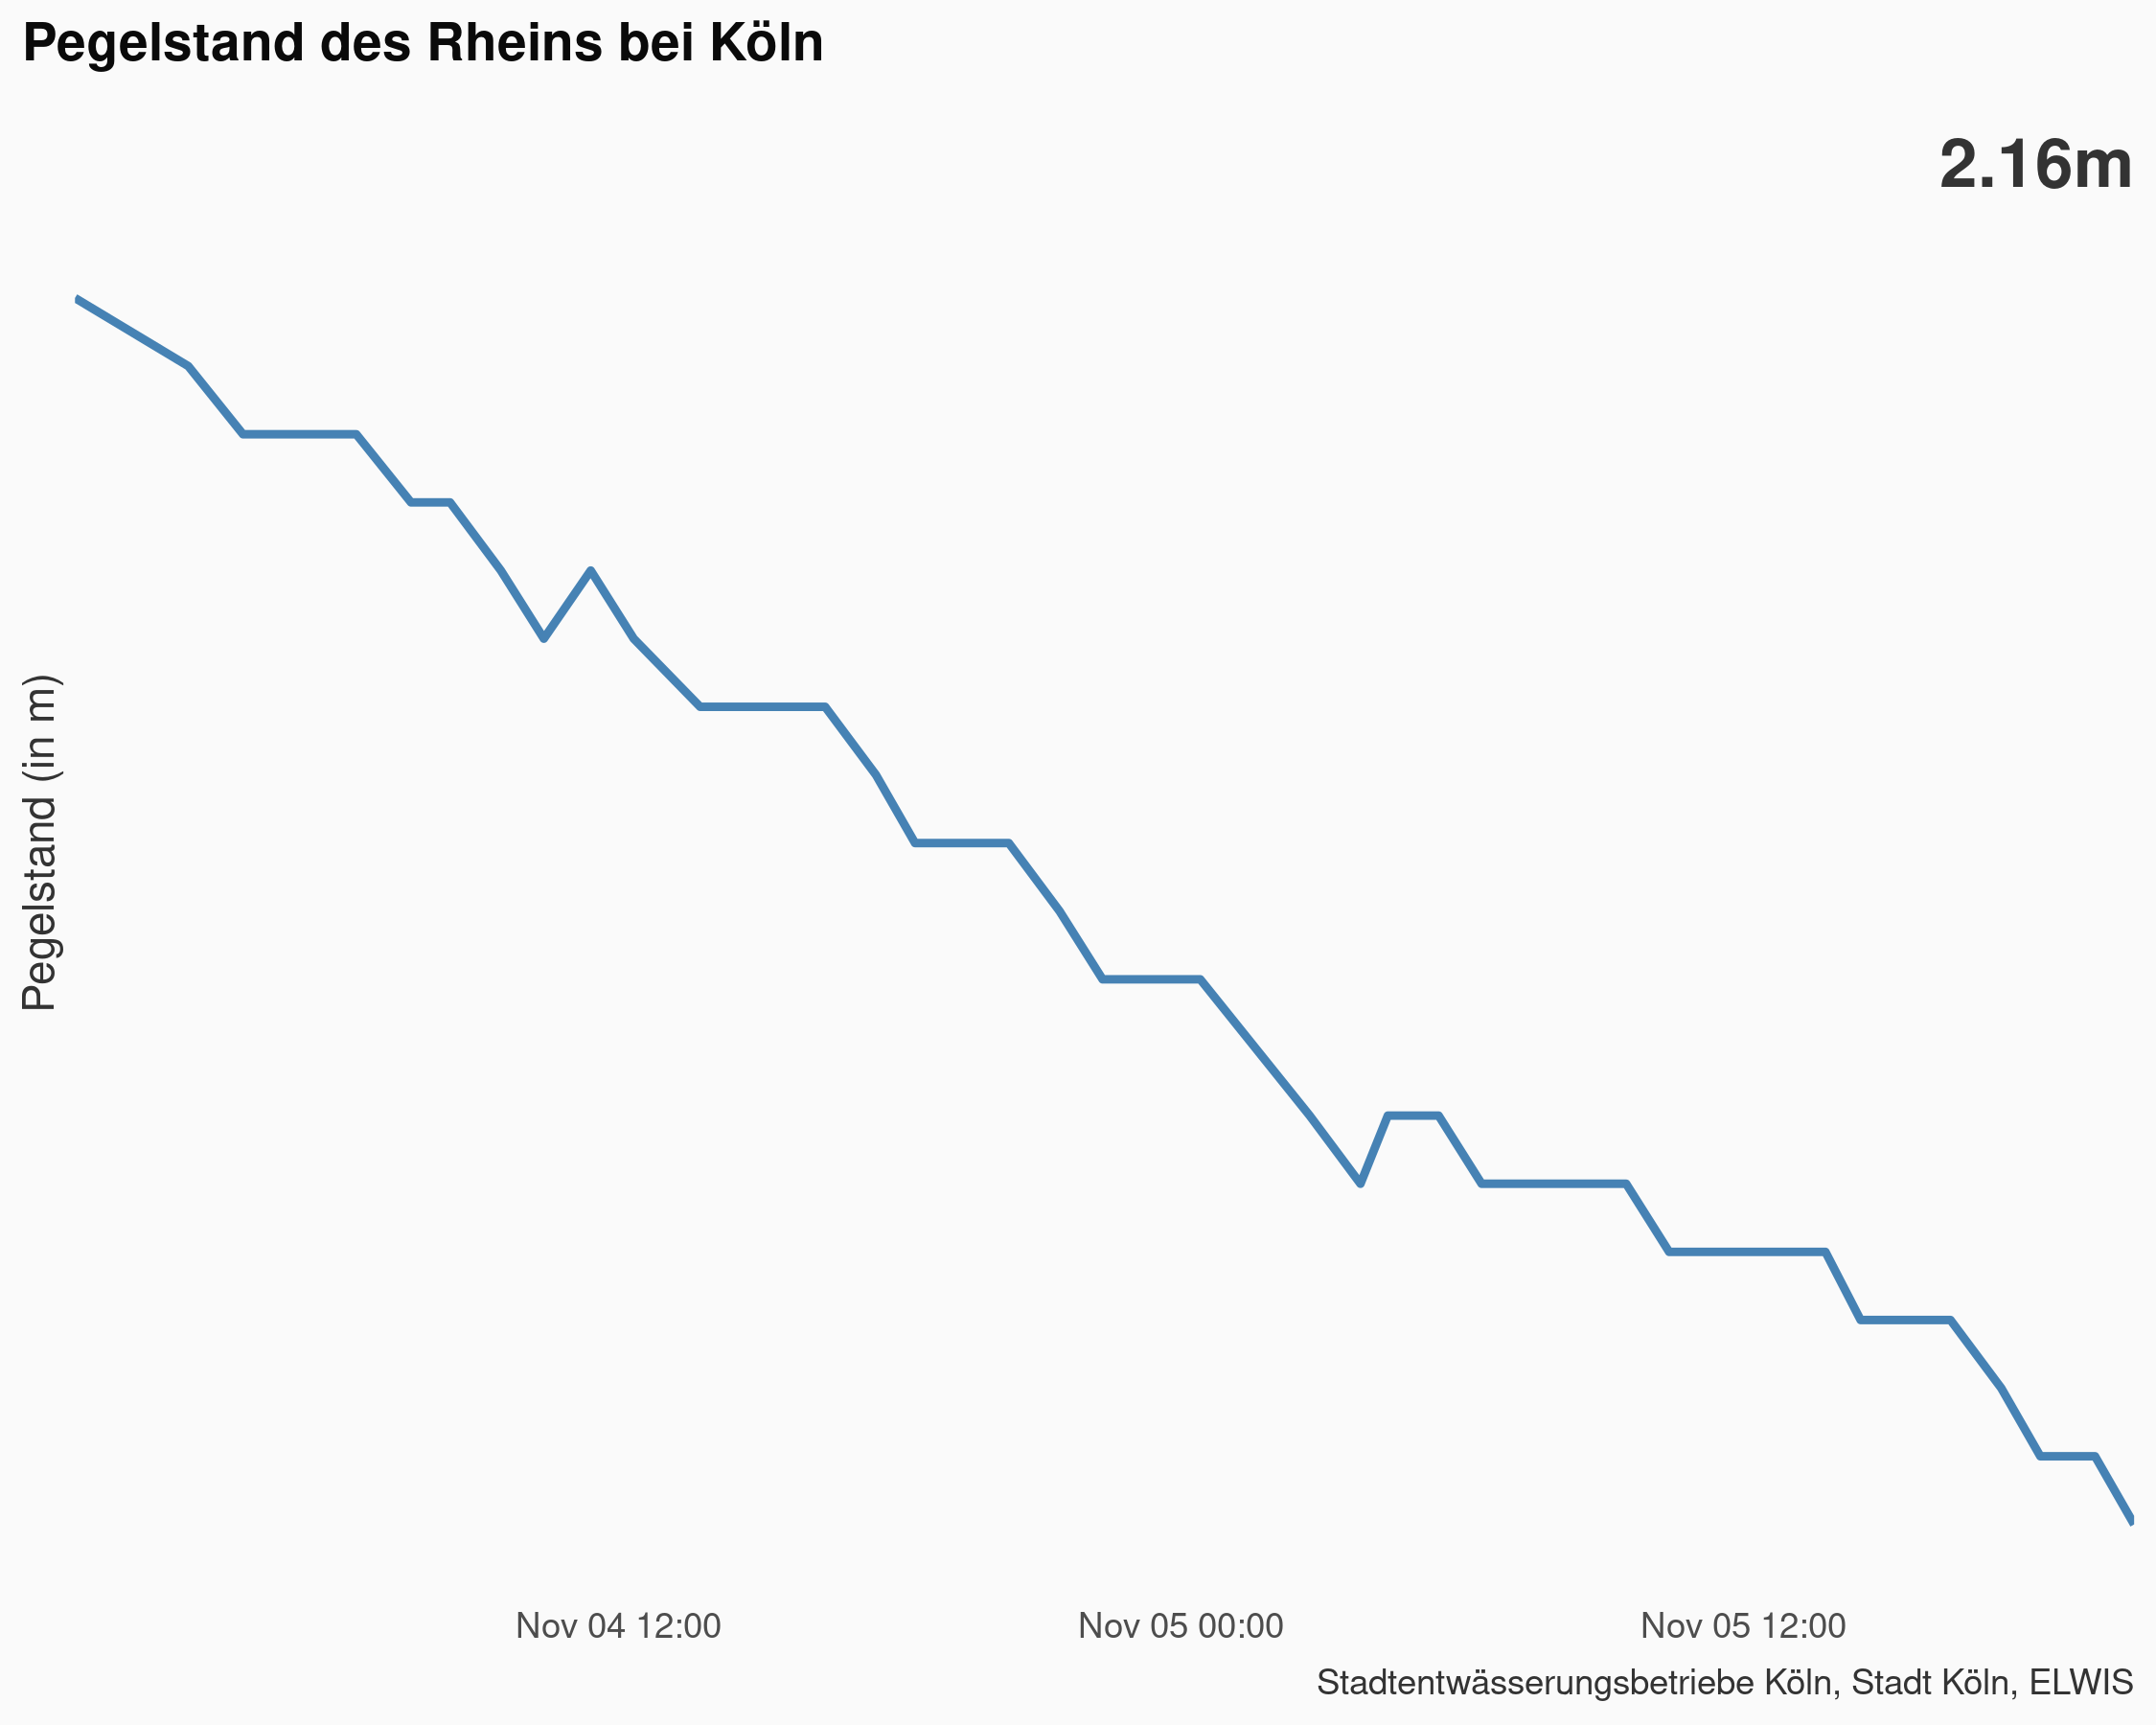 Pegelstand des Rheins bei Köln
2.16m
Pegelstand (in m)
Nov 04 12:00
Nov 05 00:00
Nov 05 12:00
Stadtentwässerungsbetriebe Köln, Stadt Köln, ELWIS